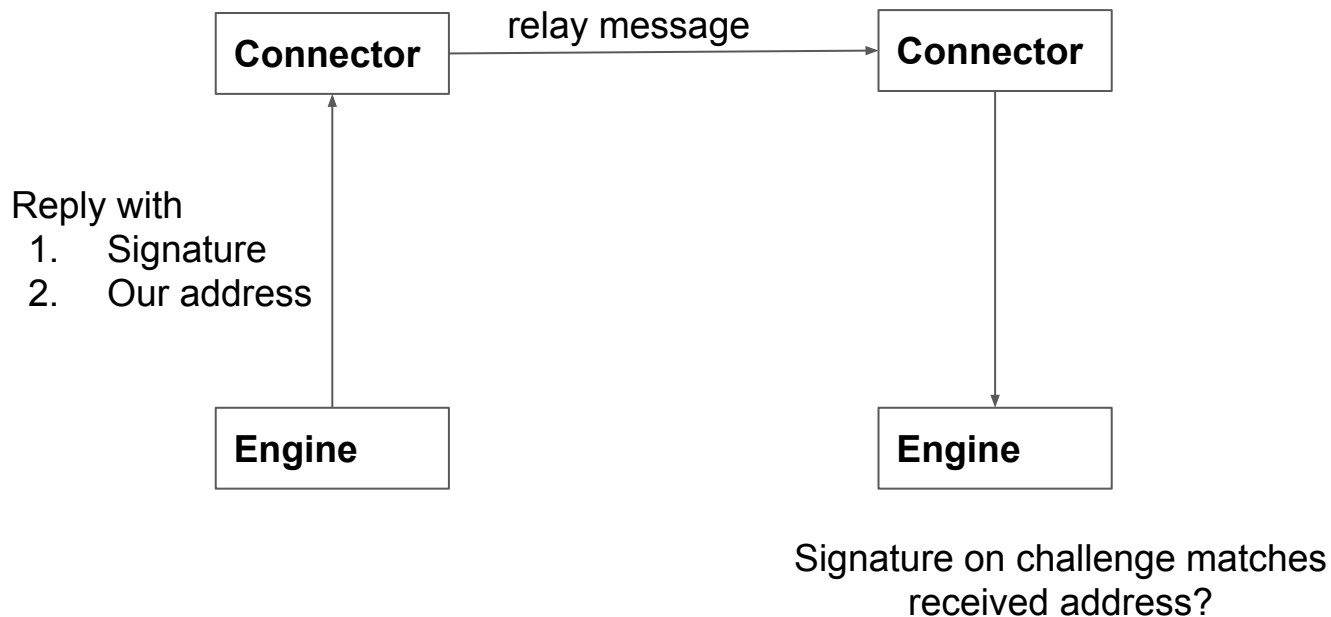 relay message
Connector
Connector
Reply with
1. Signature
2. Our address
Engine
Engine
Signature on challenge matches
received address?